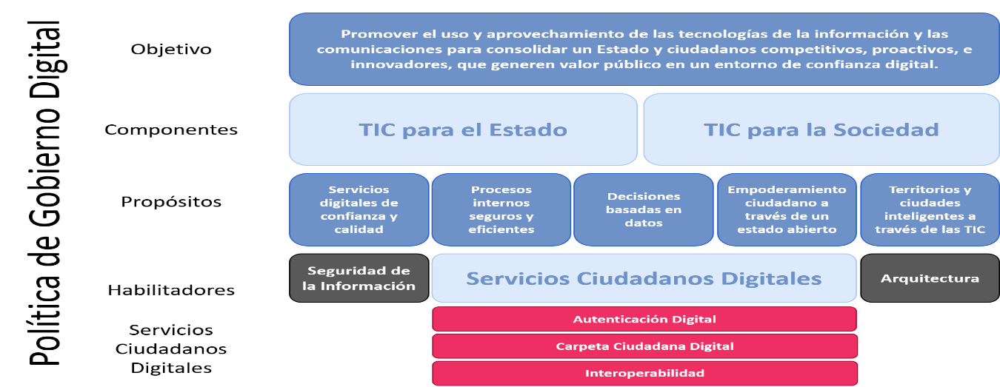 Política de Gobierno Digital
Objetivo
Promover el uso y aprovechamiento de las tecnologías de la información y las
comunicaciones para consolidar un Estado y ciudadanos competitivos, proactivos, e
innovadores, que generen valor público en un entorno de confianza digital.
Componentes
TIC para el Estado
TIC para la Sociedad
Propósitos
Servicios
digitales de
confianza y
calidad
Procesos
internos
seguros y
eficientes
Decisiones
basadas en
datos
Empoderamiento
ciudadano a
través de un
estado abierto
Territorios y
ciudades
inteligentes a
través de las TIC
Habilitadores
Seguridad de
la Información
Servicios Ciudadanos Digitales
Arquitectura
Servicios
Ciudadanos
Digitales
Autenticación Digital
Carpeta Ciudadana Digital
Interoperabilidad